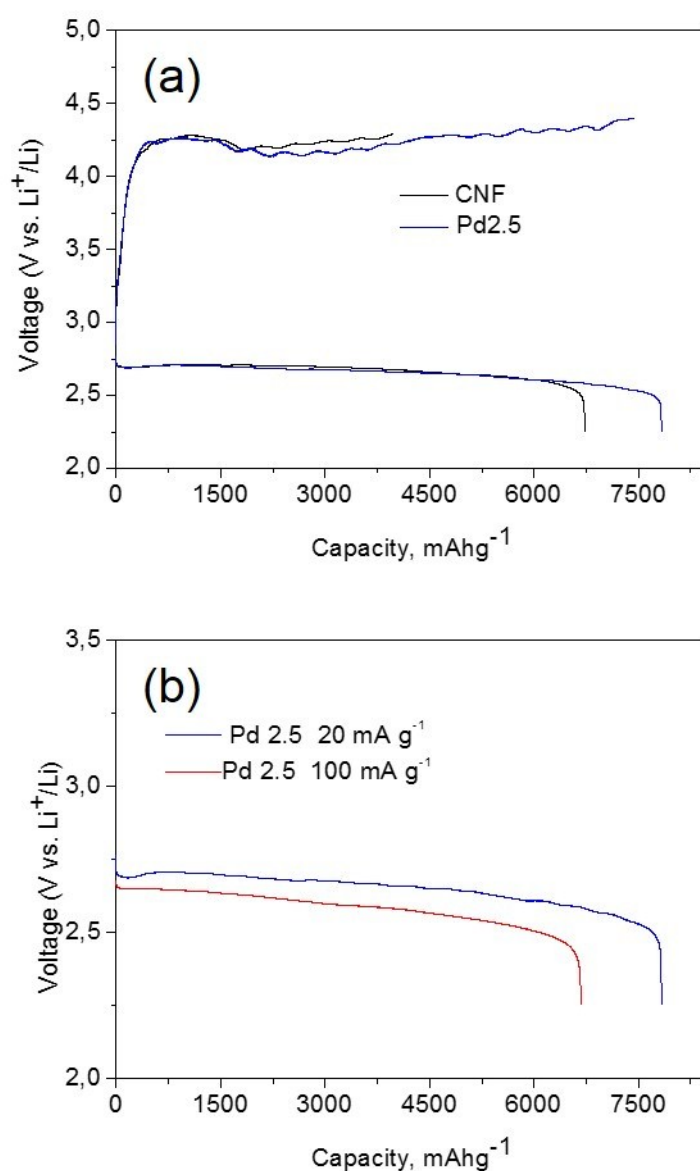 (a)
5,0
4,5
4,0
3,5
3,0
2,5
2,0
Voltage (V vs. Li⁺/Li)
CNF
Pd2.5
0 1500 3000 4500 6000 7500
Capacity, mAhg⁻¹
(b)
3,5
3,0
2,5
2,0
Voltage (V vs. Li⁺/Li)
Pd 2.5 20 mA g⁻¹
Pd 2.5 100 mA g⁻¹
0 1500 3000 4500 6000 7500
Capacity, mAhg⁻¹